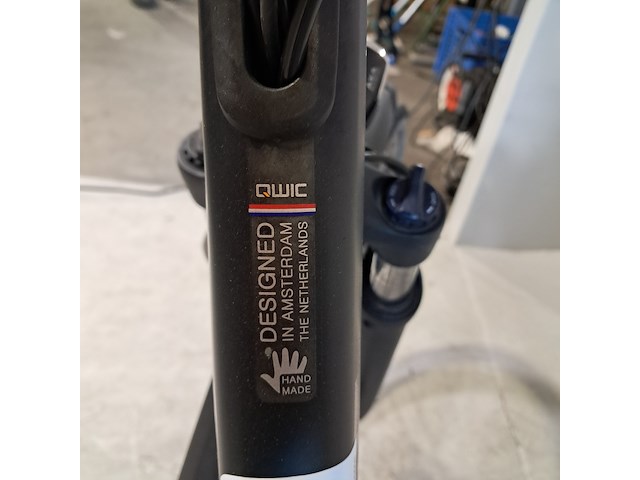 QWIC
DESIGNED
IN AMSTERDAM
THE NETHERLANDS
HAND
MADE